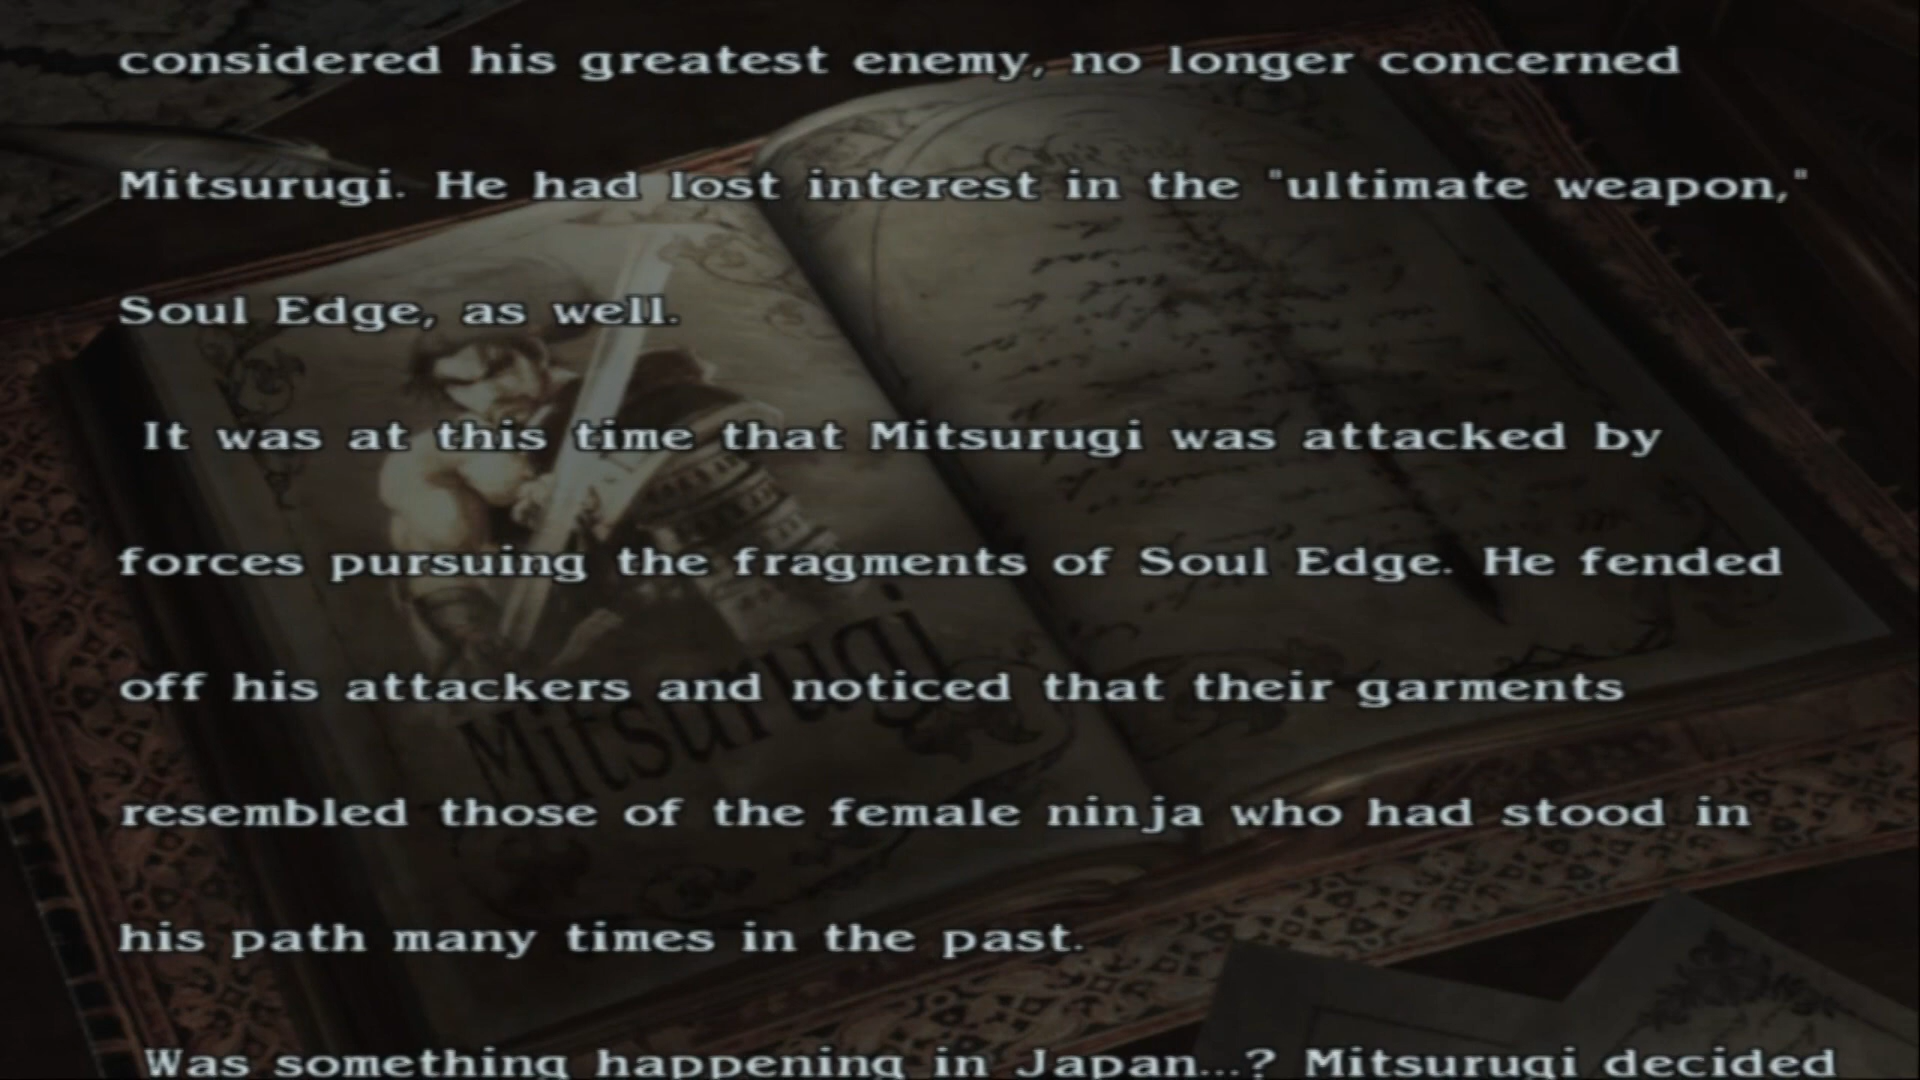 considered his greatest enemy, no longer concerned
Mitsurugi. He had lost interest in the "ultimate weapon,"
Soul Edge, as well.
It was at this time that Mitsurugi was attacked by
forces pursuing the fragments of Soul Edge. He fended
off his attackers and noticed that their garments
resembled those of the female ninja who had stood in
his path many times in the past.
Was something happening in Japan...? Mitsurugi decided
Mitsurugi